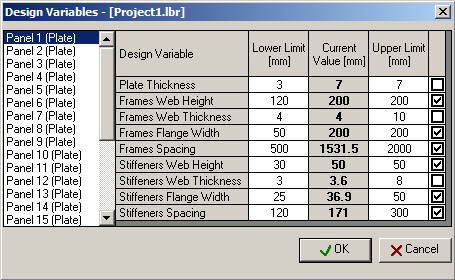 Design Variables - [Project1.lbr]
Panel 1 (Plate)
Panel 2 (Plate)
Panel 3 (Plate)
Panel 4 (Plate)
Panel 5 (Plate)
Panel 6 (Plate)
Panel 7 (Plate)
Panel 8 (Plate)
Panel 9 (Plate)
Panel 10 (Plate)
Panel 11 (Plate)
Panel 12 (Plate)
Panel 13 (Plate)
Panel 14 (Plate)
Panel 15 (Plate)
Design Variable Lower Limit [mm] Current Value [mm] Upper Limit [mm]
Plate Thickness 3 7 7
Frames Web Height 120 200 200
Frames Web Thickness 4 4 10
Frames Flange Width 50 200 200
Frames Spacing 500 1531.5 2000
Stiffeners Web Height 30 50 50
Stiffeners Web Thickness 3 3.6 8
Stiffeners Flange Width 25 36.9 50
Stiffeners Spacing 120 171 300
OK Cancel